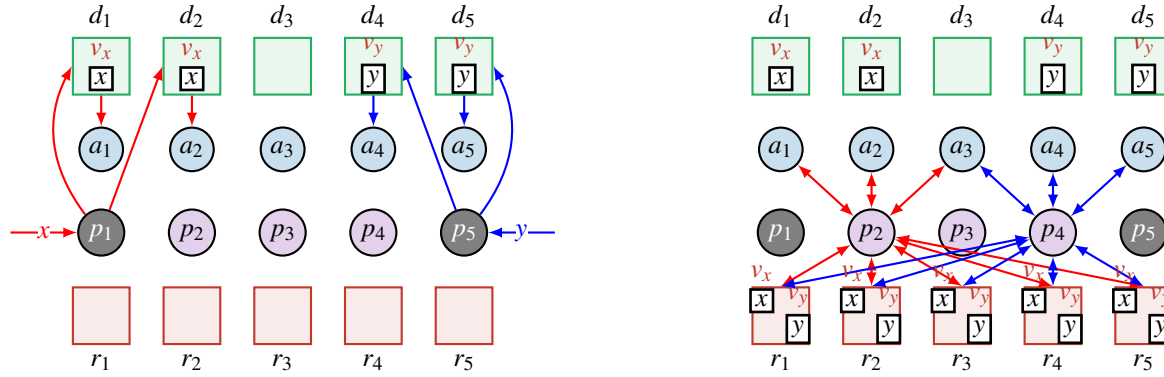 d1 d2 d3 d4 d5
vx vx vy vy
x x y y
a1 a2 a3 a4 a5
x p1 p2 p3 p4 p5 y
r1 r2 r3 r4 r5
d1 d2 d3 d4 d5
vx vx vy vy
x x y y
a1 a2 a3 a4 a5
p1 p2 p3 p4 p5
vx vx vx vx vx
x vy x vy x vy x vy x vy
y y y y y
r1 r2 r3 r4 r5